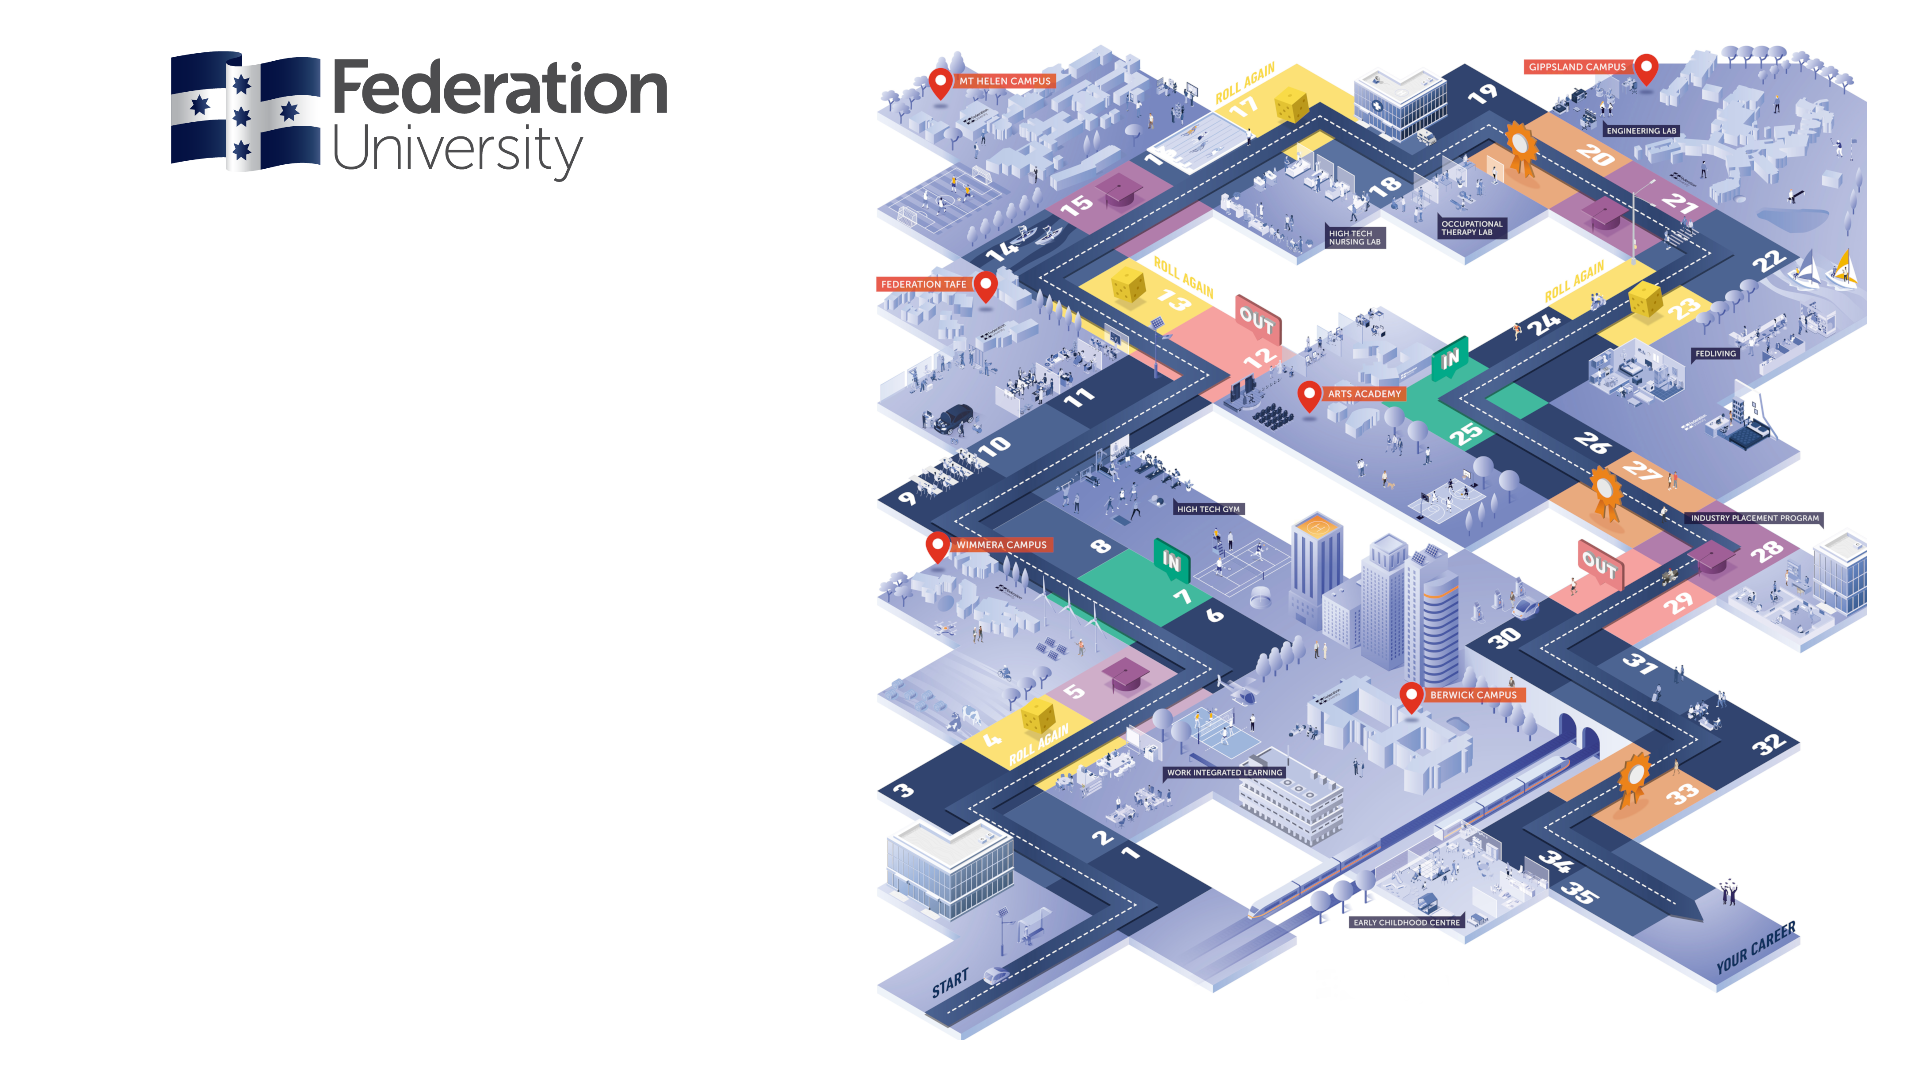 Federation
University
MT HELEN CAMPUS
GIPPSLAND CAMPUS
ROLL AGAIN
17
19
ENGINEERING LAB
20
15
18
21
OCCUPATIONAL
THERAPY LAB
HIGH TECH
NURSING LAB
14
22
FEDERATION TAFE
ROLL AGAIN
13
ROLL AGAIN
23
OUT
12
24
IN
FEDLIVING
ARTS ACADEMY
11
25
26
10
27
9
HIGH TECH GYM
INDUSTRY PLACEMENT PROGRAM
WIMMERA CAMPUS
8
IN
28
OUT
7
6
29
30
31
5
BERWICK CAMPUS
4
ROLL AGAIN
32
WORK INTEGRATED LEARNING
3
33
2
1
34
35
EARLY CHILDHOOD CENTRE
START
YOUR CAREER